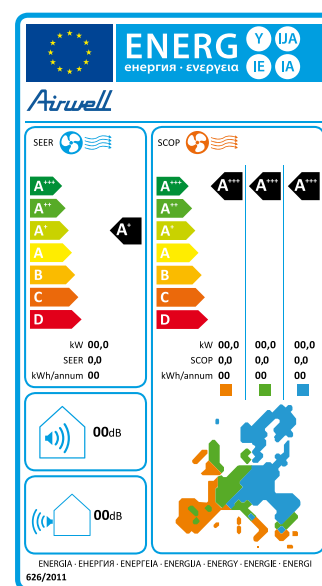 ENERG
енергия · ενεργεια
Y IJA
IE IA
Airwell
SEER
SCOP
A+++
A++
A+
A
B
C
D
A+
A+++
A++
A+
A
B
C
D
A+++ A+++ A+++
kW 00,0
SEER 0,0
kWh/annum 00
kW 00,0 00,0 00,0
SCOP 0,0 0,0 0,0
kWh/annum 00 00 00
00dB
00dB
ENERGIA · ЕНЕРГИЯ · ΕΝΕΡΓΕΙΑ · ENERGIJA · ENERGY · ENERGIE · ENERGI
626/2011